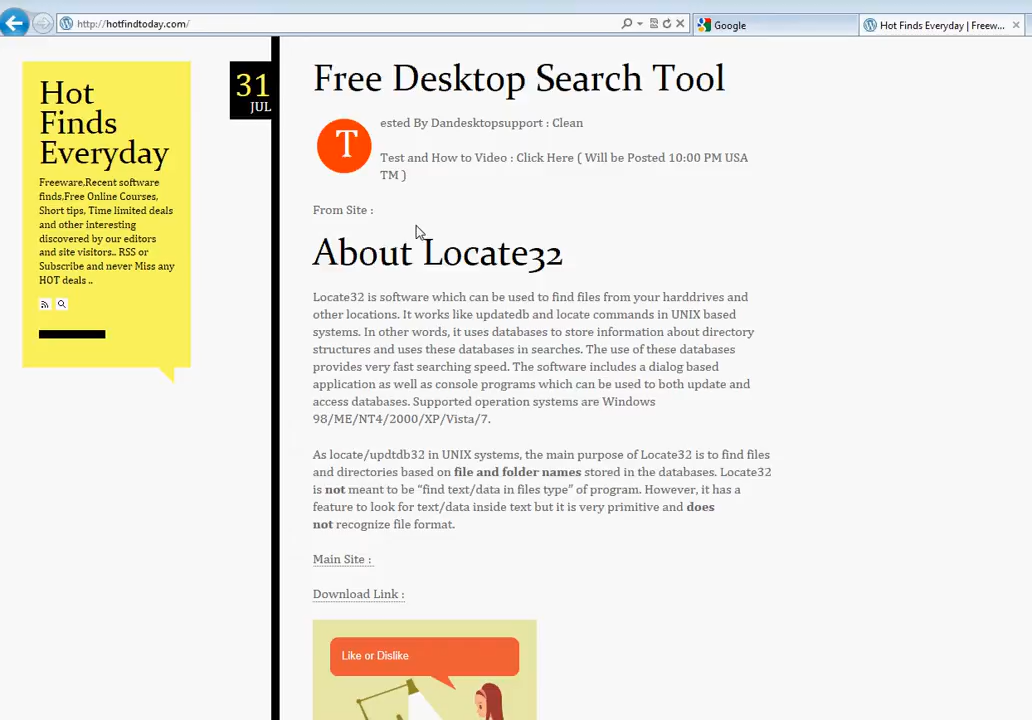 http://hotfindtoday.com/
Google
Hot Finds Everyday | Freew...
Hot
Finds
Everyday
Freeware,Recent software
finds,Free Online Courses,
Short tips, Time limited deals
and other interesting
discovered by our editors
and site visitors.. RSS or
Subscribe and never Miss any
HOT deals ..
31
JUL
Free Desktop Search Tool
Tested By Dandesktopsupport : Clean
Test and How to Video : Click Here ( Will be Posted 10:00 PM USA
TM )
From Site :
About Locate32
Locate32 is software which can be used to find files from your harddrives and
other locations. It works like updatedb and locate commands in UNIX based
systems. In other words, it uses databases to store information about directory
structures and uses these databases in searches. The use of these databases
provides very fast searching speed. The software includes a dialog based
application as well as console programs which can be used to both update and
access databases. Supported operation systems are Windows
98/ME/NT4/2000/XP/Vista/7.
As locate/updtdb32 in UNIX systems, the main purpose of Locate32 is to find files
and directories based on file and folder names stored in the databases. Locate32
is not meant to be “find text/data in files type” of program. However, it has a
feature to look for text/data inside text but it is very primitive and does
not recognize file format.
Main Site :
Download Link :
Like or Dislike